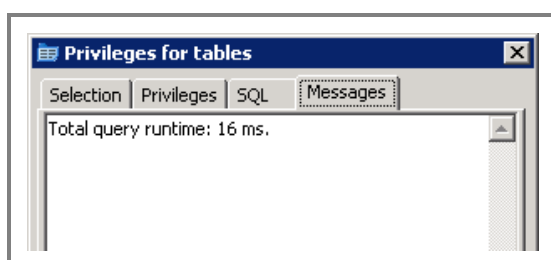 Privileges for tables
Selection Privileges SQL Messages
Total query runtime: 16 ms.